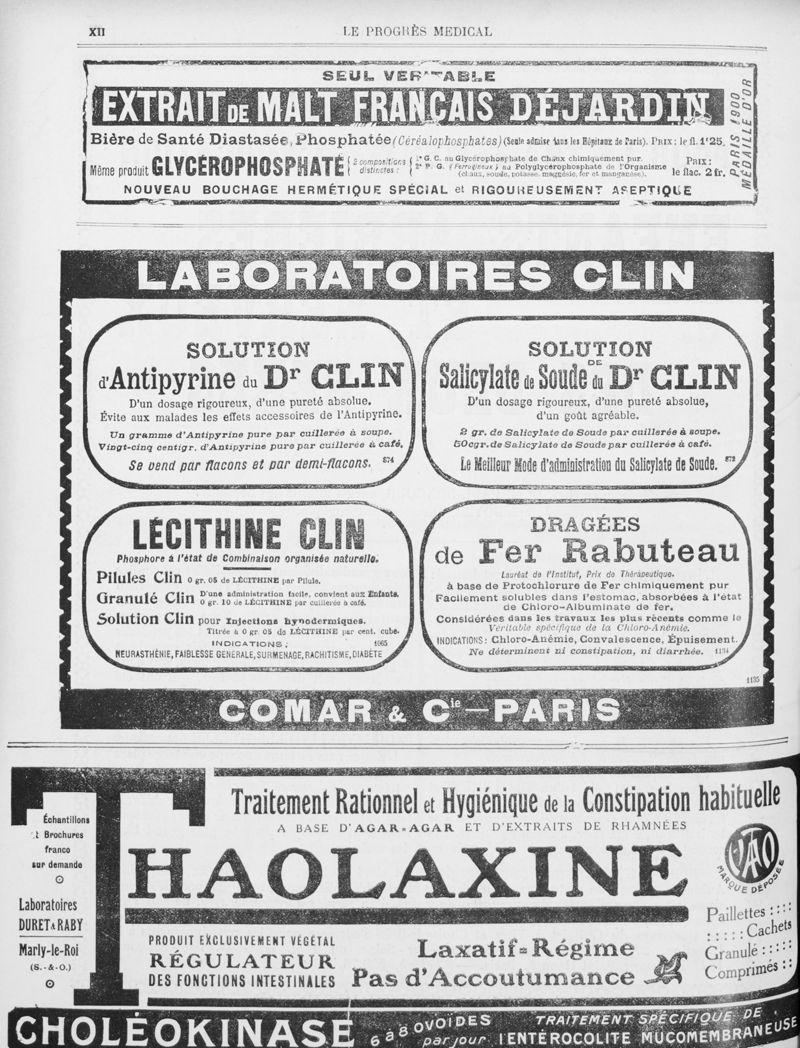 XII
LE PROGRÈS MEDICAL
SEUL VERITABLE
EXTRAIT DE MALT FRANÇAIS DÉJARDIN
Bière de Santé Diastasée, Phosphatée (Céréalophosphates) (Seule admise dans les Hôpitaux de Paris). PRIX: le fl. 1'25.
Même produit GLYCÉROPHOSPHATÉ
2 compositions
distinctes:
1° G. C. au Glycérophosphate de Chaux chimiquement pur.
2° P. G. (Ferrugineux) au Polyglycérophosphate de l'Organisme
(chaux, soude, potasse, magnésie, fer et manganèse).
PRIX:
le flac. 2 fr.
NOUVEAU BOUCHAGE HERMÉTIQUE SPÉCIAL et RIGOUREUSEMENT ASEPTIQUE
PARIS 1900
MÉDAILLE D'OR
LABORATOIRES CLIN
SOLUTION
d'Antipyrine du Dr CLIN
D'un dosage rigoureux, d'une pureté absolue.
Évite aux malades les effets accessoires de l'Antipyrine.
Un gramme d'Antipyrine pure par cuillerée à soupe.
Vingt-cinq centigr. d'Antipyrine pure par cuillerée à café.
Se vend par flacons et par demi-flacons. 874
SOLUTION
DE
Salicylate de Soude du Dr CLIN
D'un dosage rigoureux, d'une pureté absolue,
d'un goût agréable.
2 gr. de Salicylate de Soude par cuillerée à soupe.
50 cgr. de Salicylate de Soude par cuillerée à café.
Le Meilleur Mode d'administration du Salicylate de Soude. 873
LÉCITHINE CLIN
Phosphore à l'état de Combinaison organisée naturelle.
Pilules Clin 0 gr. 05 de LÉCITHINE par Pilule.
Granulé Clin D'une administration facile, convient aux Enfants.
0 gr. 10 de LÉCITHINE par cuillerée à café.
Solution Clin pour Injections hypodermiques.
Titrée à 0 gr. 05 de LÉCITHINE par cent. cube.
INDICATIONS: 1065
NEURASTHÉNIE, FAIBLESSE GENERALE, SURMENAGE, RACHITISME, DIABÈTE
DRAGÉES
de Fer Rabuteau
Lauréat de l'Institut, Prix de Thérapeutique.
à base de Protochlorure de Fer chimiquement pur
Facilement solubles dans l'estomac, absorbées à l'état
de Chloro-Albuminate de fer.
Considérées dans les travaux les plus récents comme le
Véritable spécifique de la Chloro-Anémie.
INDICATIONS: Chloro-Anémie, Convalescence, Épuisement.
Ne déterminent ni constipation, ni diarrhée. 1134
1135
COMAR & Cie — PARIS
Échantillons
et Brochures
franco
sur demande
Laboratoires
DURET & RABY
Marly-le-Roi
(S.-&-O.)
Traitement Rationnel et Hygiénique de la Constipation habituelle
A BASE D'AGAR-AGAR ET D'EXTRAITS DE RHAMNÉES
THAOLAXINE
MARQUE DÉPOSÉE
PRODUIT EXCLUSIVEMENT VÉGÉTAL
RÉGULATEUR
DES FONCTIONS INTESTINALES
Laxatif-Régime
Pas d'Accoutumance
Paillettes ::::
::::: Cachets
Granulé :::::
Comprimés ::
CHOLÉOKINASE
6 à 8 OVOÏDES
par jour
TRAITEMENT SPÉCIFIQUE DE
l'ENTÉROCOLITE MUCOMEMBRANEUSE